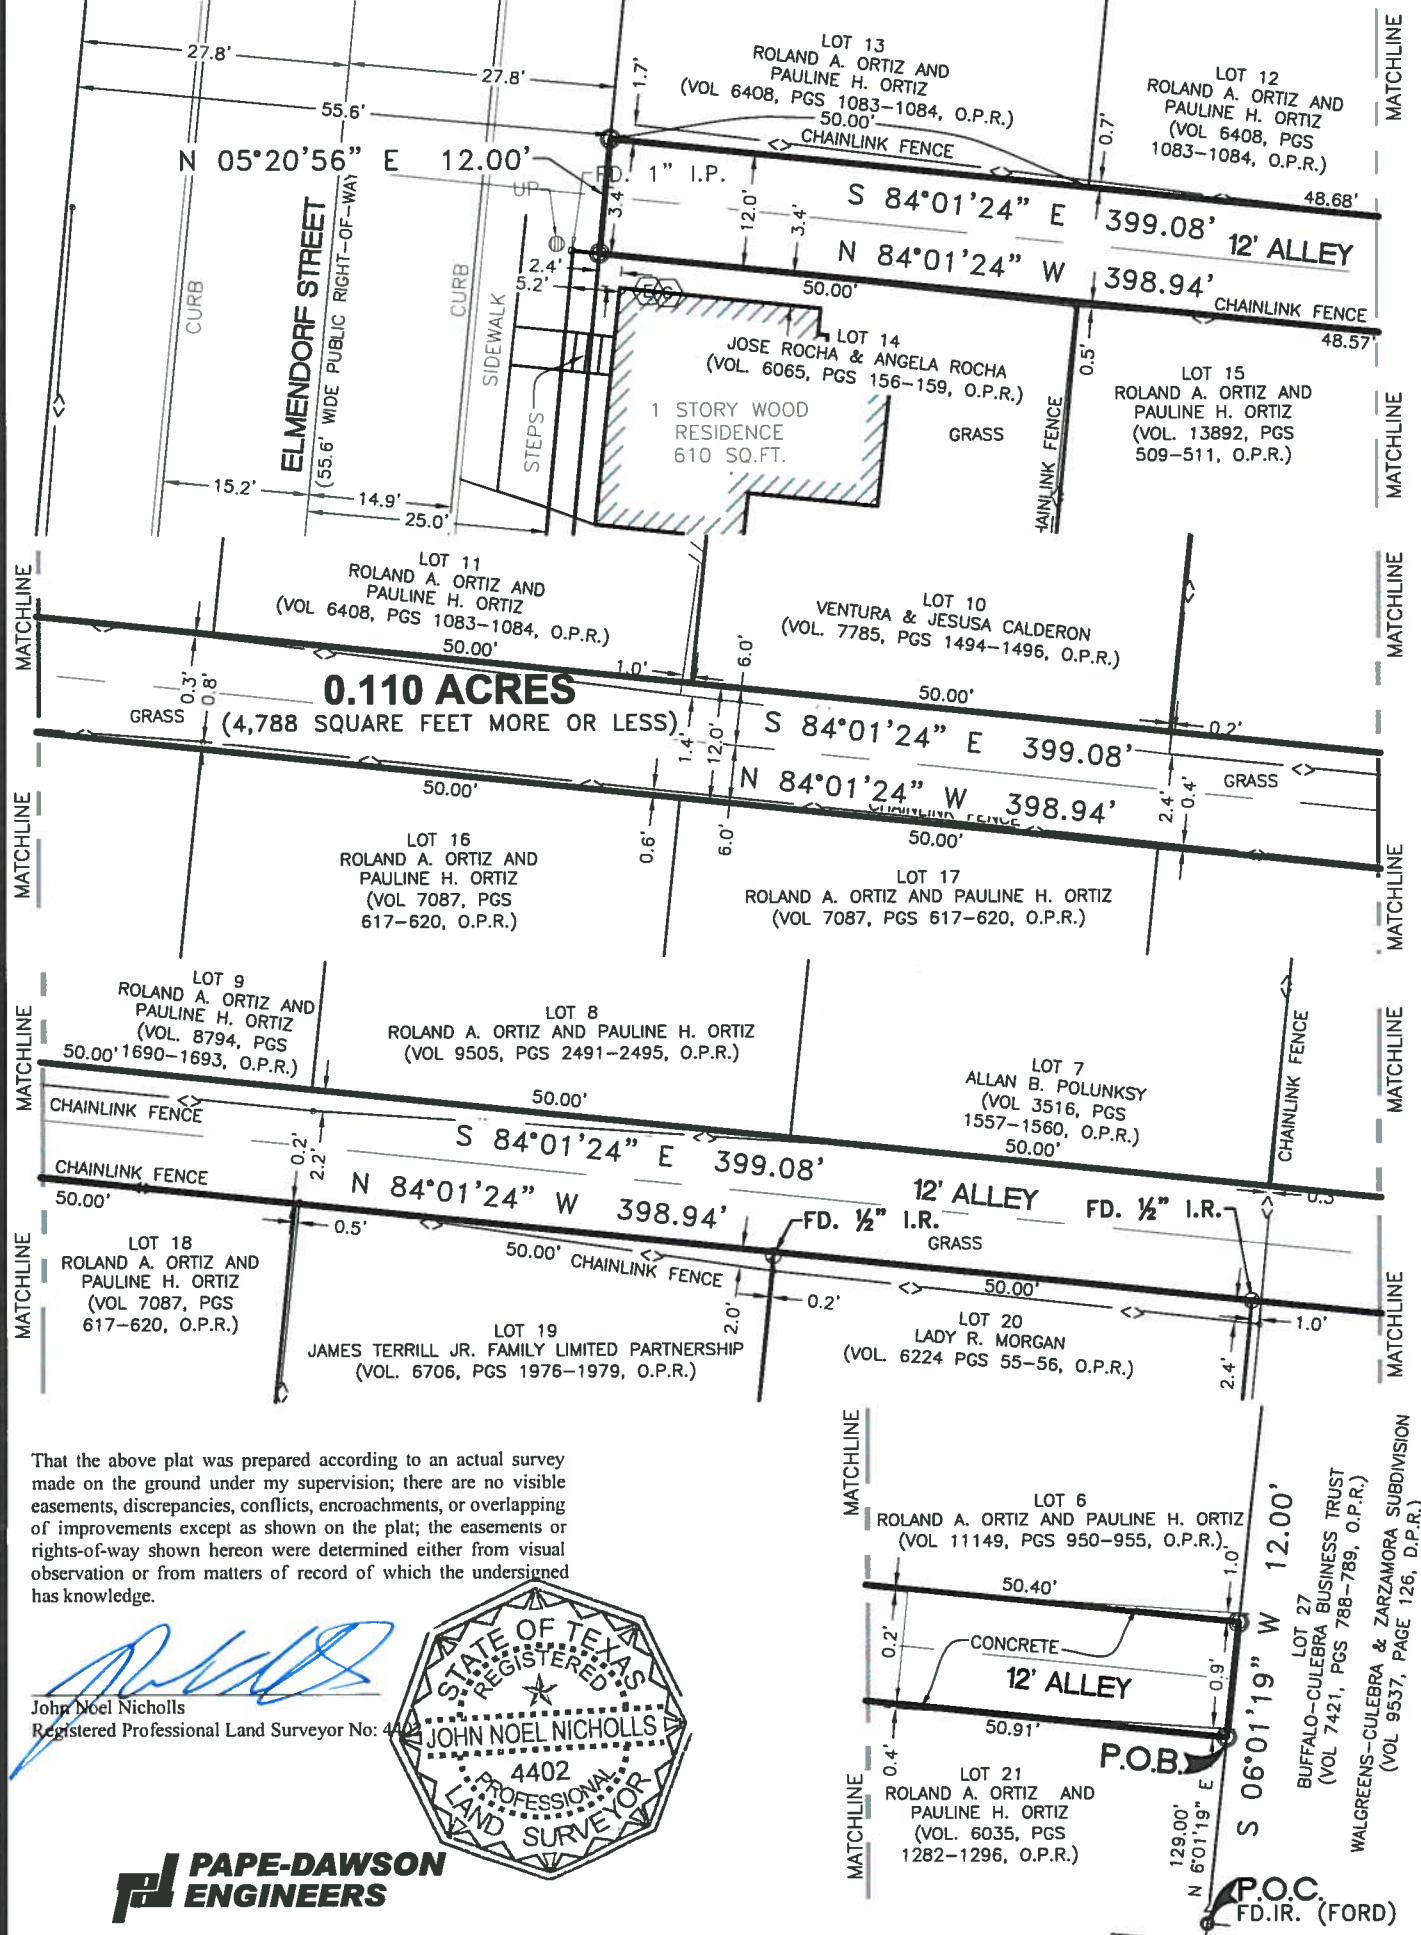 27.8'
27.8'
55.6'
1.7'
LOT 13
ROLAND A. ORTIZ AND
PAULINE H. ORTIZ
(VOL 6408, PGS 1083-1084, O.P.R.)
50.00'
CHAINLINK FENCE
0.7'
LOT 12
ROLAND A. ORTIZ AND
PAULINE H. ORTIZ
(VOL 6408, PGS
1083-1084, O.P.R.)
48.68'
MATCHLINE
N 05°20'56" E 12.00'
FD. 1" I.P.
UP
3.4'
12.0'
3.4'
S 84°01'24" E 399.08'
12' ALLEY
N 84°01'24" W 398.94'
CHAINLINK FENCE
48.57'
50.00'
2.4'
5.2'
E G
CURB
ELMENDORF STREET
(55.6' WIDE PUBLIC RIGHT-OF-WAY
CURB
SIDEWALK
STEPS
LOT 14
JOSE ROCHA & ANGELA ROCHA
(VOL. 6065, PGS 156-159, O.P.R.)
1 STORY WOOD
RESIDENCE
610 SQ.FT.
GRASS
0.5'
HAINLINK FENCE
LOT 15
ROLAND A. ORTIZ AND
PAULINE H. ORTIZ
(VOL. 13892, PGS
509-511, O.P.R.)
MATCHLINE
15.2'
14.9'
25.0'
MATCHLINE
LOT 11
ROLAND A. ORTIZ AND
PAULINE H. ORTIZ
(VOL 6408, PGS 1083-1084, O.P.R.)
50.00'
1.0'
6.0'
LOT 10
VENTURA & JESUSA CALDERON
(VOL. 7785, PGS 1494-1496, O.P.R.)
50.00'
0.2'
MATCHLINE
0.3'
0.8'
GRASS
0.110 ACRES
(4,788 SQUARE FEET MORE OR LESS)
1.4'
12.0'
S 84°01'24" E 399.08'
N 84°01'24" W 398.94'
GRASS
2.4'
0.4'
50.00'
CHAINLINK FENCE
50.00'
0.6'
6.0'
MATCHLINE
LOT 16
ROLAND A. ORTIZ AND
PAULINE H. ORTIZ
(VOL 7087, PGS
617-620, O.P.R.)
LOT 17
ROLAND A. ORTIZ AND PAULINE H. ORTIZ
(VOL 7087, PGS 617-620, O.P.R.)
MATCHLINE
MATCHLINE
LOT 9
ROLAND A. ORTIZ AND
PAULINE H. ORTIZ
(VOL. 8794, PGS
1690-1693, O.P.R.)
50.00'
LOT 8
ROLAND A. ORTIZ AND PAULINE H. ORTIZ
(VOL 9505, PGS 2491-2495, O.P.R.)
50.00'
LOT 7
ALLAN B. POLUNKSY
(VOL 3516, PGS
1557-1560, O.P.R.)
50.00'
CHAINLINK FENCE
0.3'
MATCHLINE
CHAINLINK FENCE
0.2'
2.2'
S 84°01'24" E 399.08'
12' ALLEY
FD. ½" I.R.
CHAINLINK FENCE
50.00'
N 84°01'24" W 398.94'
FD. ½" I.R.
GRASS
0.5'
50.00'
CHAINLINK FENCE
2.0'
0.2'
50.00'
1.0'
2.4'
MATCHLINE
LOT 18
ROLAND A. ORTIZ AND
PAULINE H. ORTIZ
(VOL 7087, PGS
617-620, O.P.R.)
LOT 19
JAMES TERRILL JR. FAMILY LIMITED PARTNERSHIP
(VOL. 6706, PGS 1976-1979, O.P.R.)
LOT 20
LADY R. MORGAN
(VOL. 6224 PGS 55-56, O.P.R.)
MATCHLINE
That the above plat was prepared according to an actual survey
made on the ground under my supervision; there are no visible
easements, discrepancies, conflicts, encroachments, or overlapping
of improvements except as shown on the plat; the easements or
rights-of-way shown hereon were determined either from visual
observation or from matters of record of which the undersigned
has knowledge.
John Noel Nicholls
Registered Professional Land Surveyor No: 4402
STATE OF TEXAS
REGISTERED
JOHN NOEL NICHOLLS
4402
PROFESSIONAL
LAND SURVEYOR
PAPE-DAWSON
ENGINEERS
MATCHLINE
LOT 6
ROLAND A. ORTIZ AND PAULINE H. ORTIZ
(VOL 11149, PGS 950-955, O.P.R.)
1.0'
50.40'
0.2'
CONCRETE
12' ALLEY
0.9'
50.91'
P.O.B.
0.4'
MATCHLINE
LOT 21
ROLAND A. ORTIZ AND
PAULINE H. ORTIZ
(VOL. 6035, PGS
1282-1296, O.P.R.)
129.00'
N 6°01'19" E
S 06°01'19" W 12.00'
LOT 27
BUFFALO-CULEBRA BUSINESS TRUST
(VOL 7421, PGS 788-789, O.P.R.)
WALGREENS-CULEBRA & ZARZAMORA SUBDIVISION
(VOL 9537, PAGE 126, D.P.R.)
P.O.C.
FD.IR. (FORD)